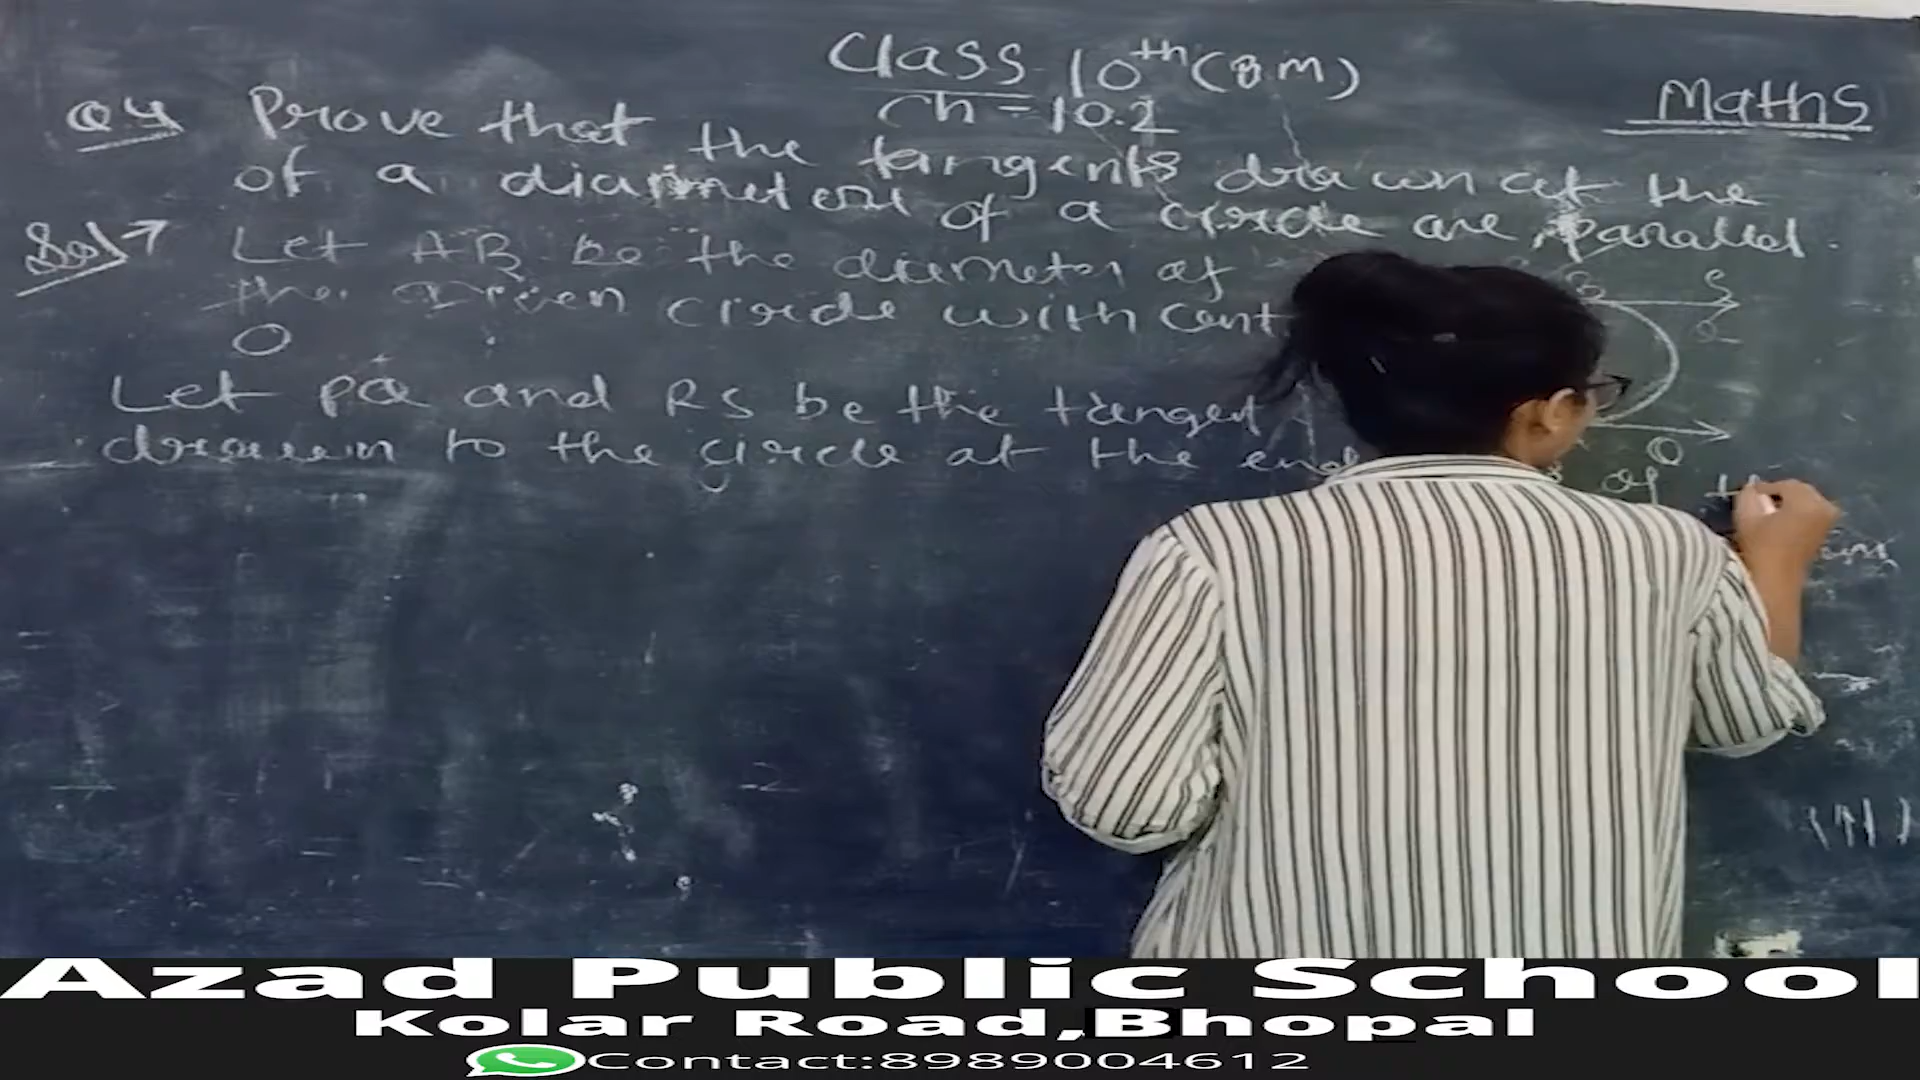 Class 10th (8 M)
Ch = 10.2
Maths
Q4 Prove that the tangents drawn at the
of a diameter of a circle are parallel.
Sol → Let AB be the diameter of
the given circle with cent
O
Let PQ and RS be the tangent
drawn to the circle at the end of
S
Q
Azad Public School
Kolar Road,Bhopal
Contact:8989004612